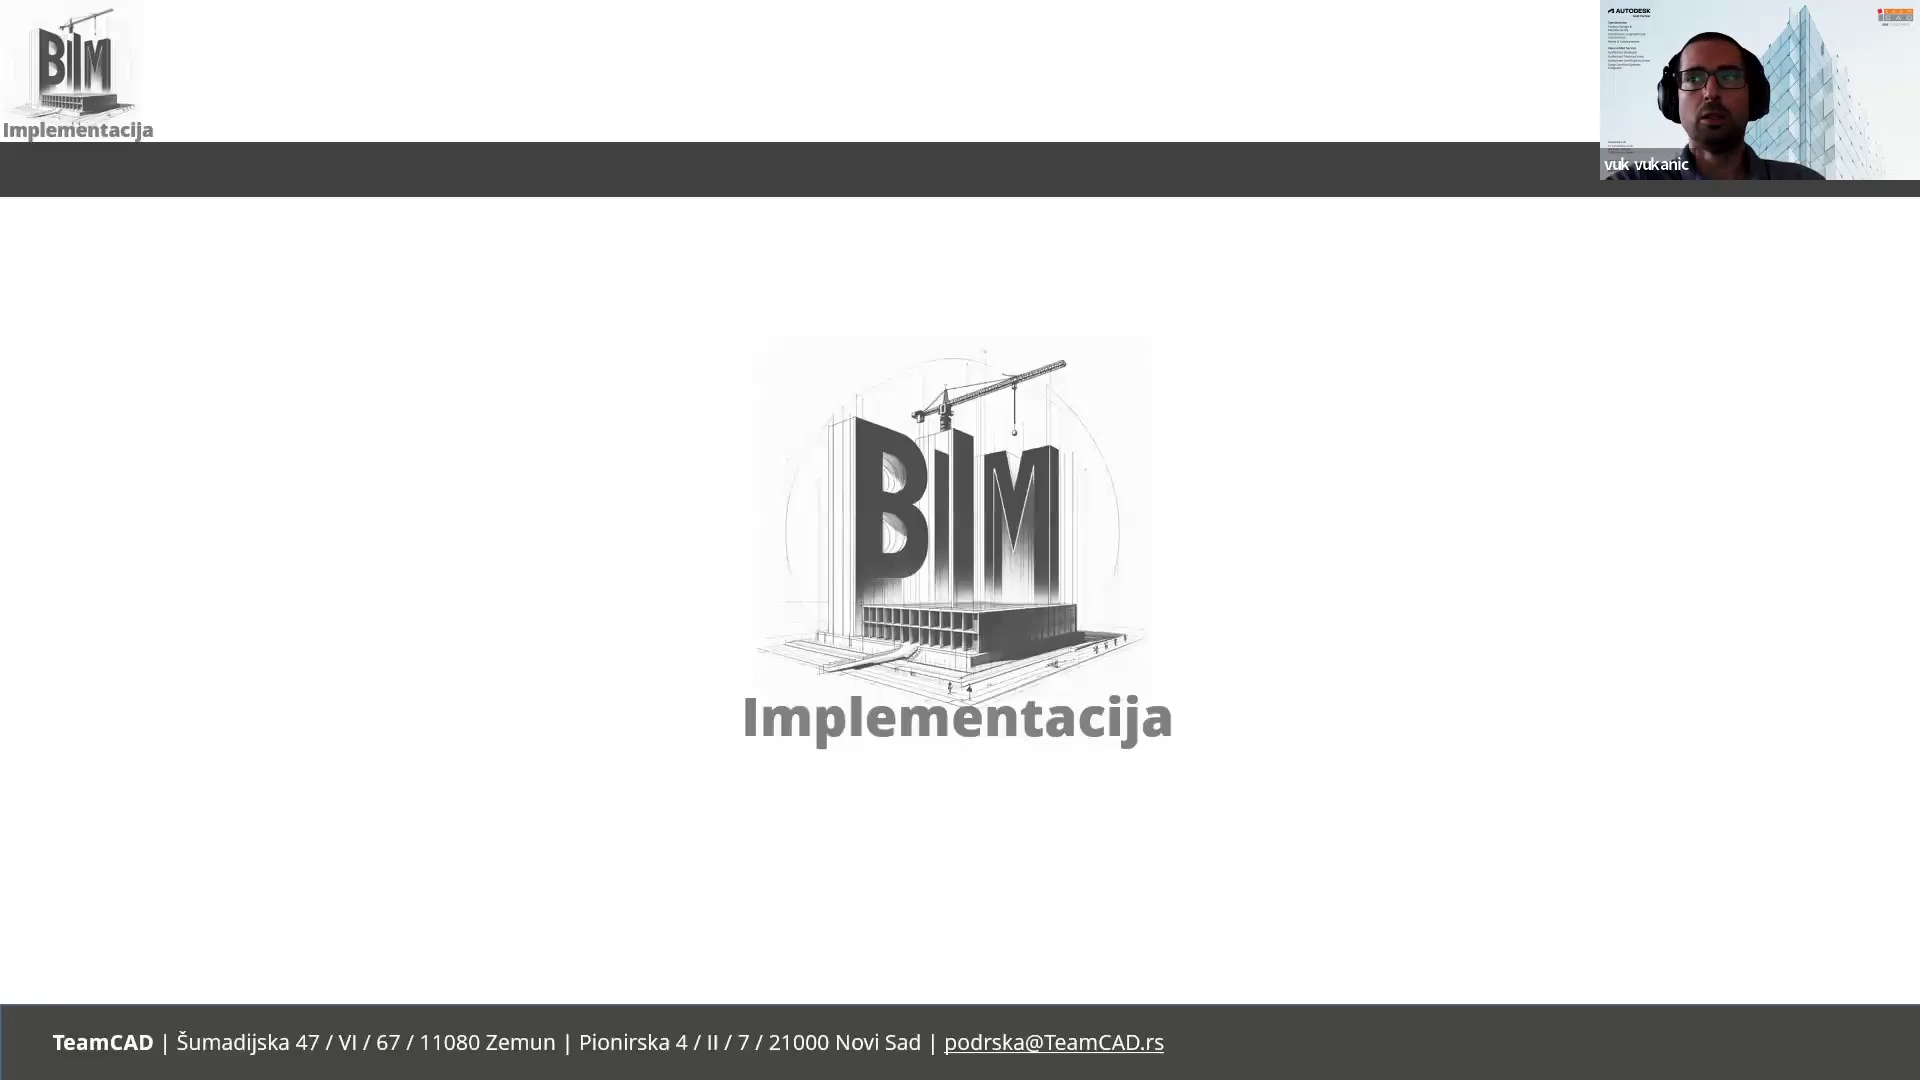 BIM
Implementacija
AUTODESK
vuk vukanic
BIM
Implementacija
TeamCAD | Šumadijska 47 / VI / 67 / 11080 Zemun | Pionirska 4 / II / 7 / 21000 Novi Sad | podrska@TeamCAD.rs